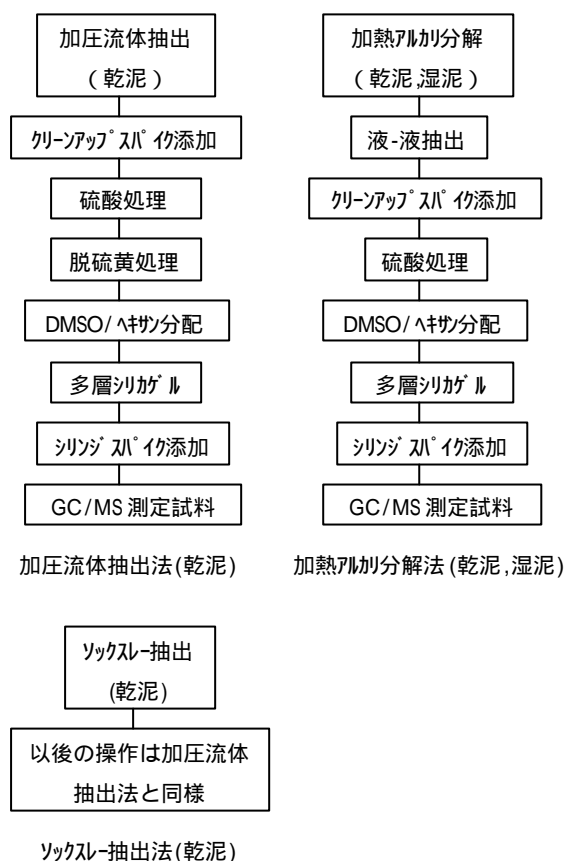 加圧流体抽出
(乾泥)
ｸﾘｰﾝｱｯﾌﾟｽﾊﾟｲｸ添加
硫酸処理
脱硫黄処理
DMSO/ﾍｷｻﾝ分配
多層ｼﾘｶｹﾞﾙ
ｼﾘﾝｼﾞｽﾊﾟｲｸ添加
GC/MS 測定試料
加圧流体抽出法(乾泥)
加熱ｱﾙｶﾘ分解
(乾泥,湿泥)
液-液抽出
ｸﾘｰﾝｱｯﾌﾟｽﾊﾟｲｸ添加
硫酸処理
DMSO/ﾍｷｻﾝ分配
多層ｼﾘｶｹﾞﾙ
ｼﾘﾝｼﾞｽﾊﾟｲｸ添加
GC/MS 測定試料
加熱ｱﾙｶﾘ分解法(乾泥,湿泥)
ｿｯｸｽﾚｰ抽出
(乾泥)
以後の操作は加圧流体
抽出法と同様
ｿｯｸｽﾚｰ抽出法(乾泥)